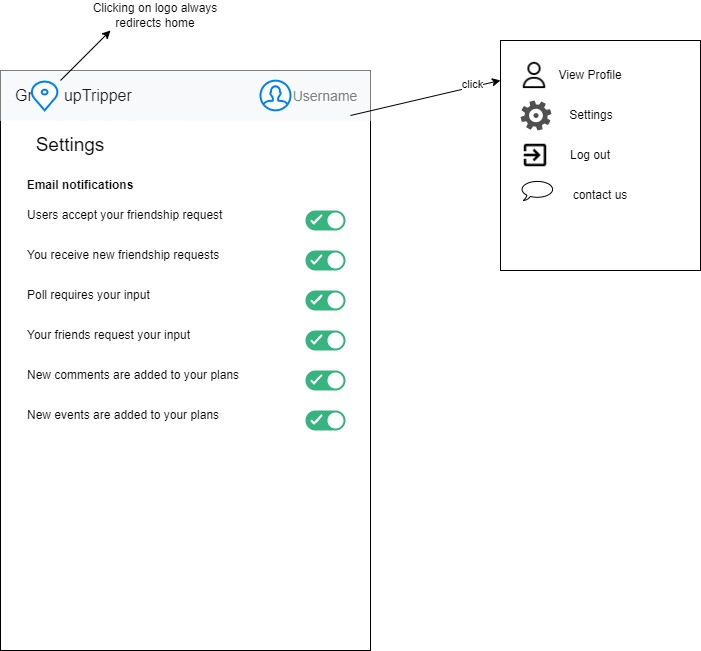 Clicking on logo always
redirects home
Gr upTripper
Username
click
View Profile
Settings
Log out
contact us
Settings
Email notifications
Users accept your friendship request
You receive new friendship requests
Poll requires your input
Your friends request your input
New comments are added to your plans
New events are added to your plans